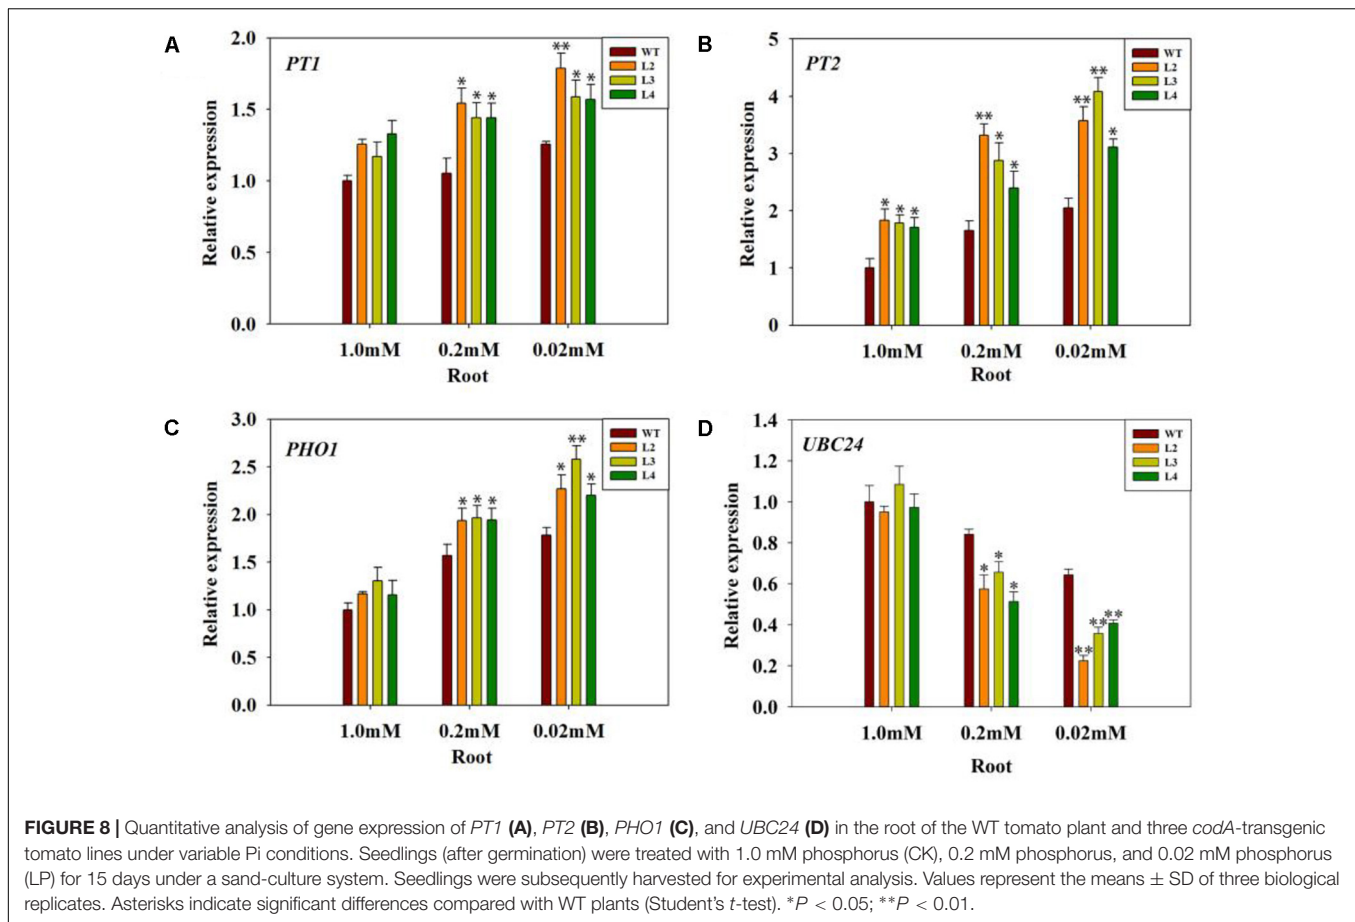 A
PT1
2.0
1.5
1.0
0.5
0.0
Relative expression
WT
L2
L3
L4
*
*
*
**
*
*
1.0mM 0.2mM 0.02mM
Root
B
PT2
5
4
3
2
1
0
Relative expression
WT
L2
L3
L4
*
*
*
**
*
*
**
**
*
1.0mM 0.2mM 0.02mM
Root
C
PHO1
3.0
2.5
2.0
1.5
1.0
0.5
0.0
Relative expression
WT
L2
L3
L4
*
*
*
*
**
*
1.0mM 0.2mM 0.02mM
Root
D
UBC24
1.4
1.2
1.0
0.8
0.6
0.4
0.2
0.0
Relative expression
WT
L2
L3
L4
*
*
*
**
**
**
1.0mM 0.2mM 0.02mM
Root
FIGURE 8 | Quantitative analysis of gene expression of PT1 (A), PT2 (B), PHO1 (C), and UBC24 (D) in the root of the WT tomato plant and three codA-transgenic
tomato lines under variable Pi conditions. Seedlings (after germination) were treated with 1.0 mM phosphorus (CK), 0.2 mM phosphorus, and 0.02 mM phosphorus
(LP) for 15 days under a sand-culture system. Seedlings were subsequently harvested for experimental analysis. Values represent the means ± SD of three biological
replicates. Asterisks indicate significant differences compared with WT plants (Student's t-test). *P < 0.05; **P < 0.01.